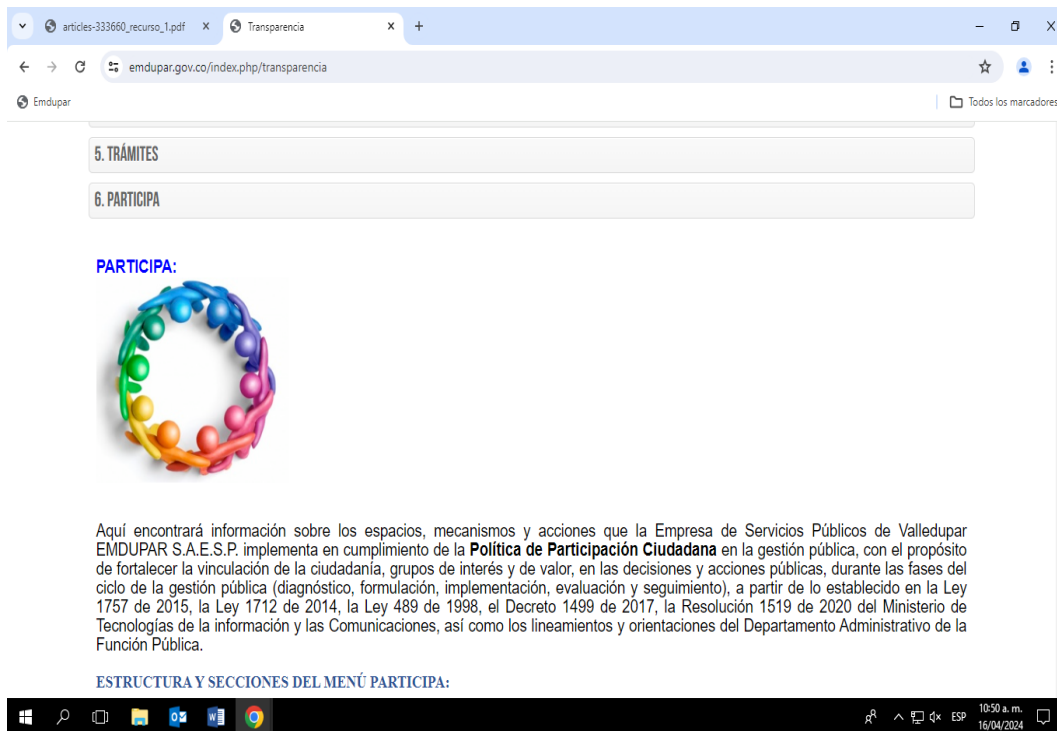 articles-333660_recurso_1.pdf
Transparencia
emdupar.gov.co/index.php/transparencia
Emdupar
Todos los marcadores
5. TRÁMITES
6. PARTICIPA
PARTICIPA:
Aquí encontrará información sobre los espacios, mecanismos y acciones que la Empresa de Servicios Públicos de Valledupar
EMDUPAR S.A.E.S.P. implementa en cumplimiento de la Política de Participación Ciudadana en la gestión pública, con el propósito
de fortalecer la vinculación de la ciudadanía, grupos de interés y de valor, en las decisiones y acciones públicas, durante las fases del
ciclo de la gestión pública (diagnóstico, formulación, implementación, evaluación y seguimiento), a partir de lo establecido en la Ley
1757 de 2015, la Ley 1712 de 2014, la Ley 489 de 1998, el Decreto 1499 de 2017, la Resolución 1519 de 2020 del Ministerio de
Tecnologías de la información y las Comunicaciones, así como los lineamientos y orientaciones del Departamento Administrativo de la
Función Pública.
ESTRUCTURA Y SECCIONES DEL MENÚ PARTICIPA:
ESP
10:50 a. m.
16/04/2024